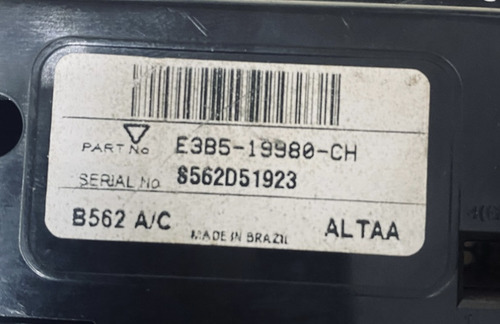 PART No E3B5-19980-CH
SERIAL No 8562D51923
B562 A/C MADE IN BRAZIL ALTAA